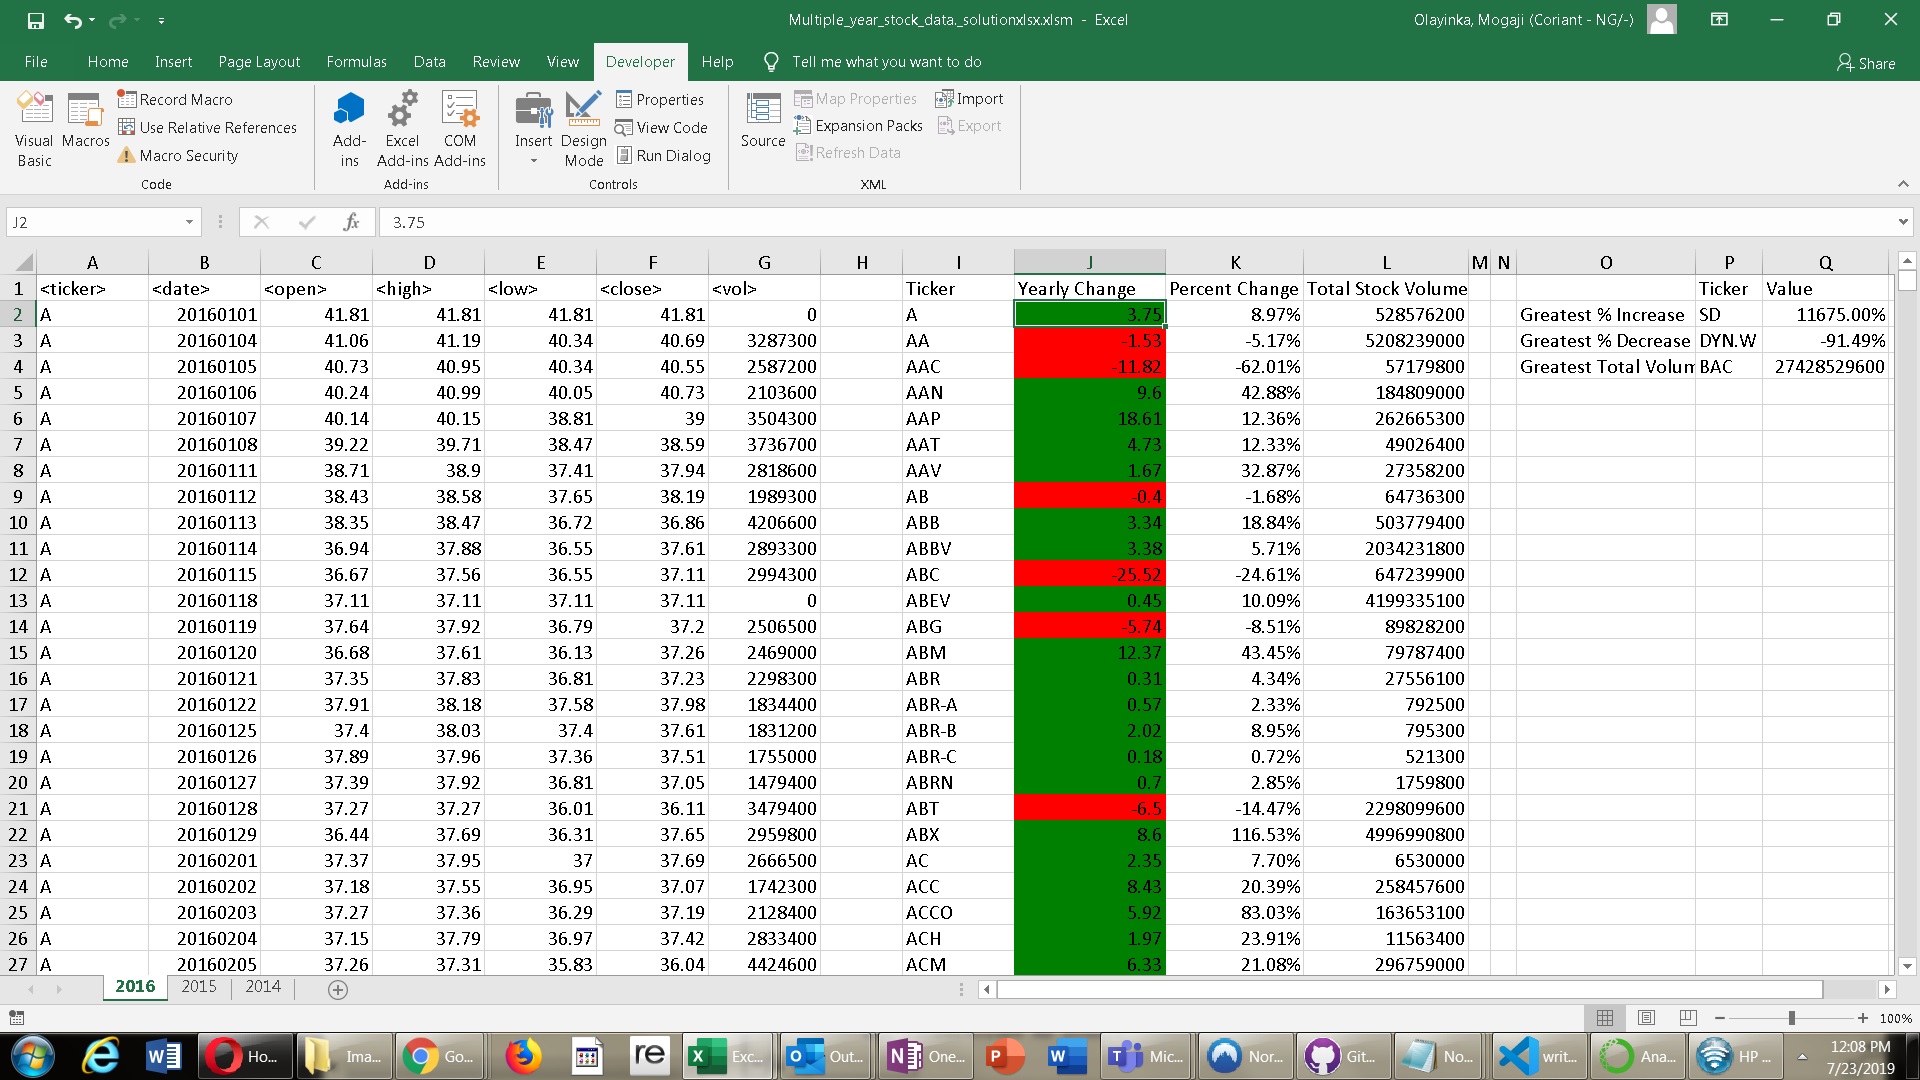 Multiple_year_stock_data._solutionxlsx.xlsm - Excel
Olayinka, Mogaji (Coriant - NG/-)
File Home Insert Page Layout Formulas Data Review View Developer Help Tell me what you want to do Share
Visual Basic
Macros
Record Macro
Use Relative References
Macro Security
Code
Add-ins
Excel Add-ins
COM Add-ins
Add-ins
Insert
Design Mode
Properties
View Code
Run Dialog
Controls
Source
Map Properties
Expansion Packs
Refresh Data
Import
Export
XML
J2 fx 3.75
A B C D E F G H I J K L M N O P Q
1 <ticker> <date> <open> <high> <low> <close> <vol> Ticker Yearly Change Percent Change Total Stock Volume Ticker Value
2 A 20160101 41.81 41.81 41.81 41.81 0 A 3.75 8.97% 528576200 Greatest % Increase SD 11675.00%
3 A 20160104 41.06 41.19 40.34 40.69 3287300 AA -1.53 -5.17% 5208239000 Greatest % Decrease DYN.W -91.49%
4 A 20160105 40.73 40.95 40.34 40.55 2587200 AAC -11.82 -62.01% 57179800 Greatest Total Volum BAC 27428529600
5 A 20160106 40.24 40.99 40.05 40.73 2103600 AAN 9.6 42.88% 184809000
6 A 20160107 40.14 40.15 38.81 39 3504300 AAP 18.61 12.36% 262665300
7 A 20160108 39.22 39.71 38.47 38.59 3736700 AAT 4.73 12.33% 49026400
8 A 20160111 38.71 38.9 37.41 37.94 2818600 AAV 1.67 32.87% 27358200
9 A 20160112 38.43 38.58 37.65 38.19 1989300 AB -0.4 -1.68% 64736300
10 A 20160113 38.35 38.47 36.72 36.86 4206600 ABB 3.34 18.84% 503779400
11 A 20160114 36.94 37.88 36.55 37.61 2893300 ABBV 3.38 5.71% 2034231800
12 A 20160115 36.67 37.56 36.55 37.11 2994300 ABC -25.52 -24.61% 647239900
13 A 20160118 37.11 37.11 37.11 37.11 0 ABEV 0.45 10.09% 4199335100
14 A 20160119 37.64 37.92 36.79 37.2 2506500 ABG -5.74 -8.51% 89828200
15 A 20160120 36.68 37.61 36.13 37.26 2469000 ABM 12.37 43.45% 79787400
16 A 20160121 37.35 37.83 36.81 37.23 2298300 ABR 0.31 4.34% 27556100
17 A 20160122 37.91 38.18 37.58 37.98 1834400 ABR-A 0.57 2.33% 792500
18 A 20160125 37.4 38.03 37.4 37.61 1831200 ABR-B 2.02 8.95% 795300
19 A 20160126 37.89 37.96 37.36 37.51 1755000 ABR-C 0.18 0.72% 521300
20 A 20160127 37.39 37.92 36.81 37.05 1479400 ABRN 0.7 2.85% 1759800
21 A 20160128 37.27 37.27 36.01 36.11 3479400 ABT -6.5 -14.47% 2298099600
22 A 20160129 36.44 37.69 36.31 37.65 2959800 ABX 8.6 116.53% 4996990800
23 A 20160201 37.37 37.95 37 37.69 2666500 AC 2.35 7.70% 6530000
24 A 20160202 37.18 37.55 36.95 37.07 1742300 ACC 8.43 20.39% 258457600
25 A 20160203 37.27 37.36 36.29 37.19 2128400 ACCO 5.92 83.03% 163653100
26 A 20160204 37.15 37.79 36.97 37.42 2833400 ACH 1.97 23.91% 11563400
27 A 20160205 37.26 37.31 35.83 36.04 4424600 ACM 6.33 21.08% 296759000
2016 2015 2014
100%
Ho... Ima... Go... re Exc... Out... One... Mic... Nor... Git... No... writ... Ana... HP ...
12:08 PM
7/23/2019